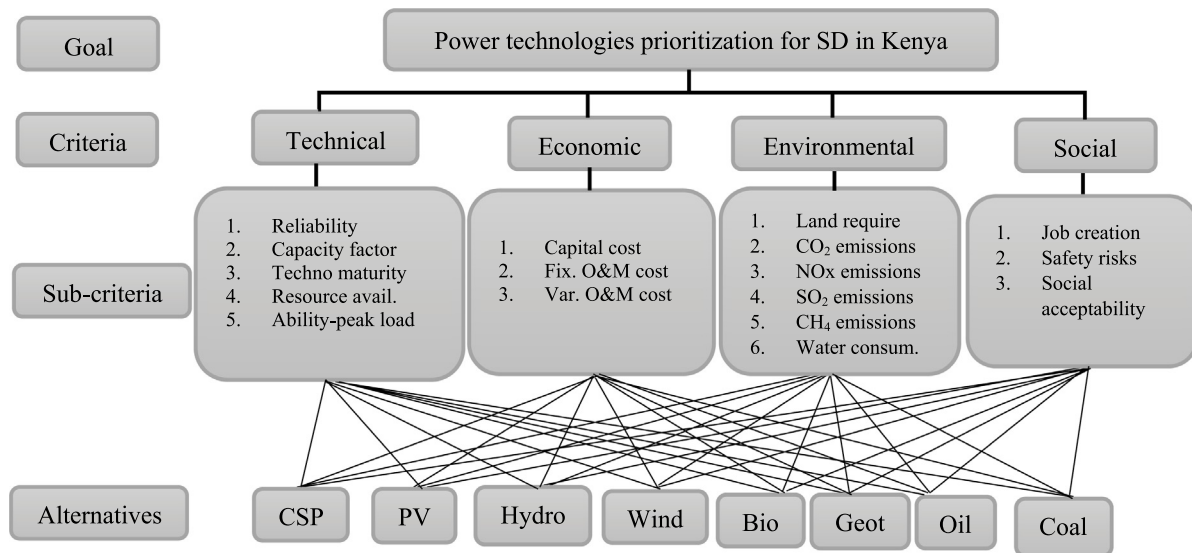 Goal
Power technologies prioritization for SD in Kenya
Criteria
Technical
Economic
Environmental
Social
Sub-criteria
1. Reliability
2. Capacity factor
3. Techno maturity
4. Resource avail.
5. Ability-peak load
1. Capital cost
2. Fix. O&M cost
3. Var. O&M cost
1. Land require
2. CO₂ emissions
3. NOx emissions
4. SO₂ emissions
5. CH₄ emissions
6. Water consum.
1. Job creation
2. Safety risks
3. Social
acceptability
Alternatives
CSP
PV
Hydro
Wind
Bio
Geot
Oil
Coal